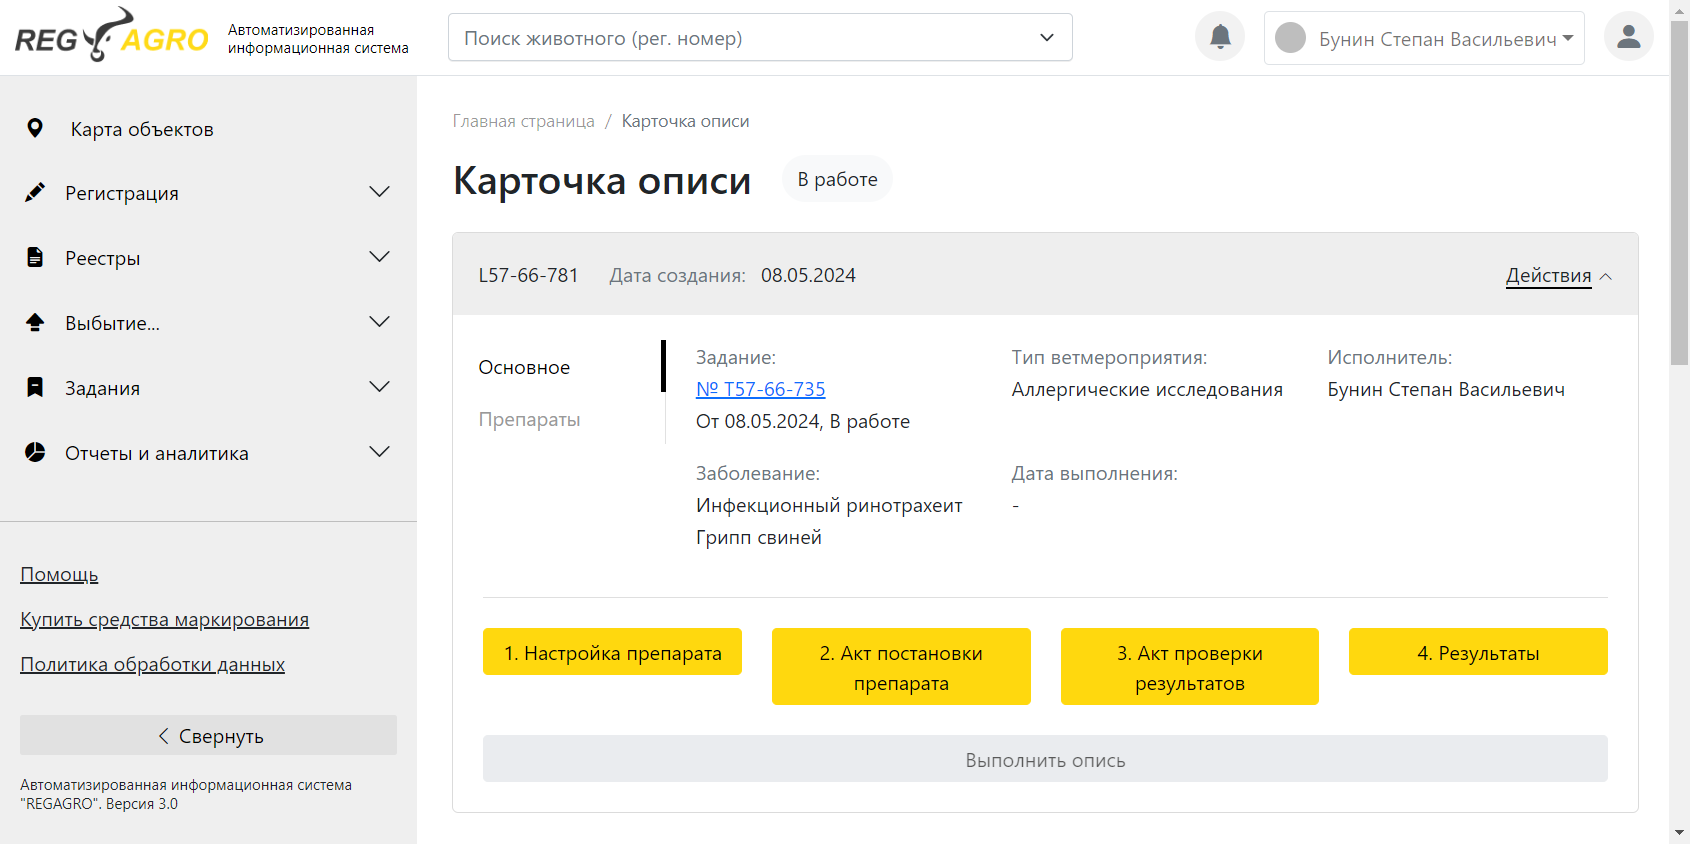 REG AGRO
Автоматизированная
информационная система
Поиск животного (рег. номер)
Бунин Степан Васильевич
Карта объектов
Регистрация
Реестры
Выбытие...
Задания
Отчеты и аналитика
Помощь
Купить средства маркирования
Политика обработки данных
Свернуть
Автоматизированная информационная система
"REGAGRO". Версия 3.0
Главная страница / Карточка описи
Карточка описи
В работе
L57-66-781 Дата создания: 08.05.2024
Действия
Основное
Препараты
Задание:
№ T57-66-735
От 08.05.2024, В работе
Тип ветмероприятия:
Аллергические исследования
Исполнитель:
Бунин Степан Васильевич
Заболевание:
Инфекционный ринотрахеит
Грипп свиней
Дата выполнения:
-
1. Настройка препарата
2. Акт постановки
препарата
3. Акт проверки
результатов
4. Результаты
Выполнить опись